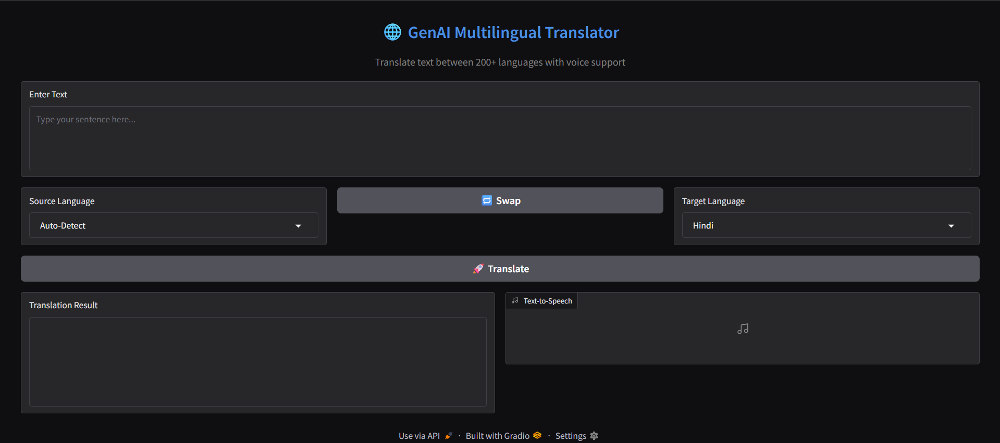 🌐 GenAI Multilingual Translator
Translate text between 200+ languages with voice support
Enter Text
Type your sentence here...
Source Language
Auto-Detect
🔁 Swap
Target Language
Hindi
🚀 Translate
Translation Result
Text-to-Speech
Use via API · Built with Gradio · Settings